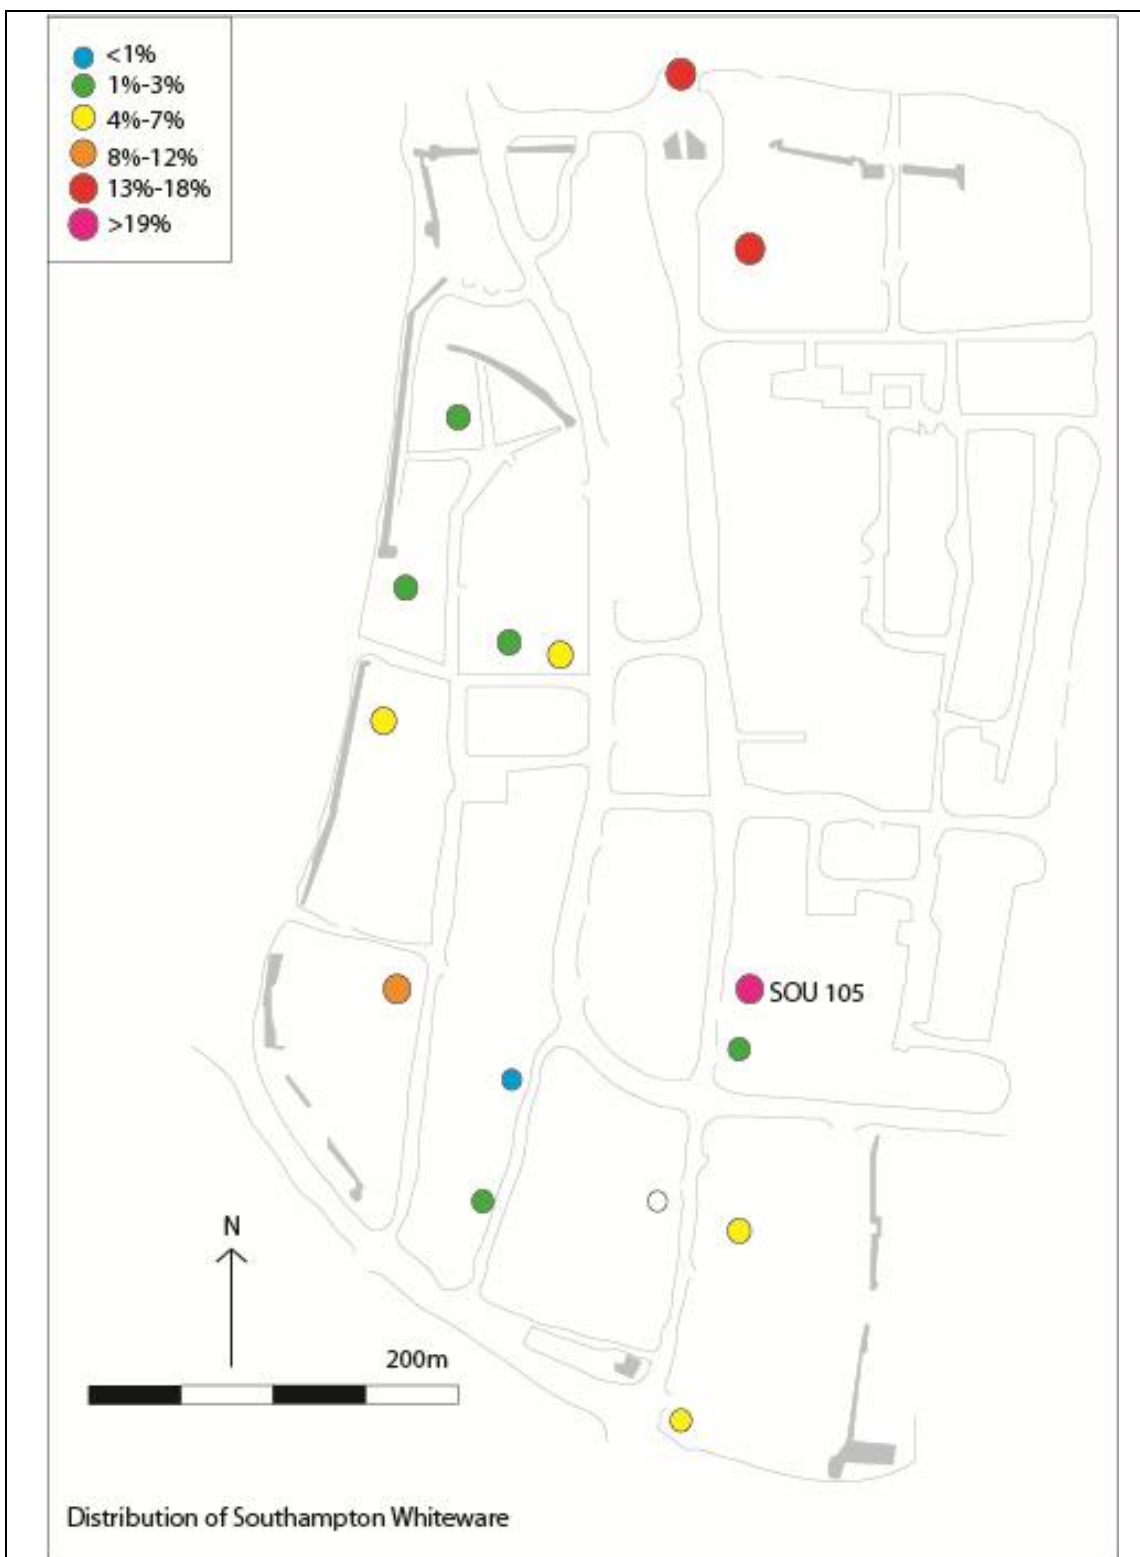 <1%
1%-3%
4%-7%
8%-12%
13%-18%
>19%
SOU 105
N
200m
Distribution of Southampton Whiteware